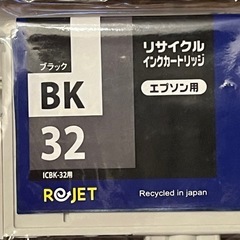 ブラック
BK
32
ICBK-32用
リサイクル
インクカートリッジ
エプソン用
ROJET
Recycled in japan